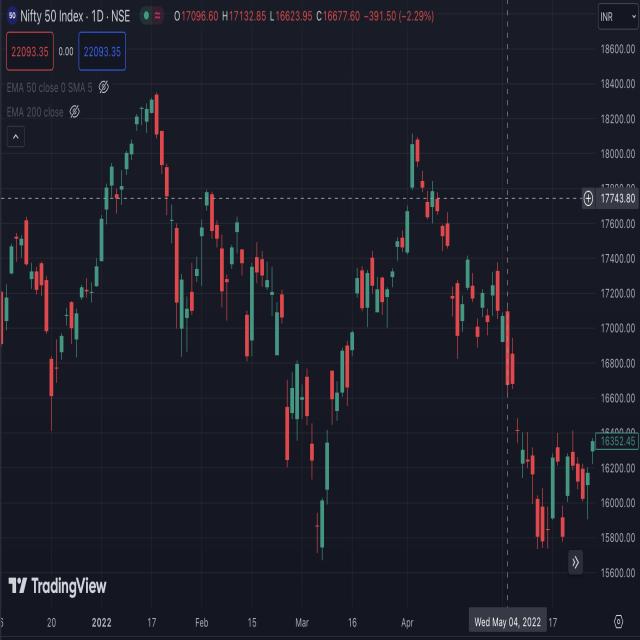 50 Nifty 50 Index · 1D · NSE O17096.60 H17132.85 L16623.95 C16677.60 −391.50 (−2.29%) INR
22093.35 0.00 22093.35
EMA 50 close 0 SMA 5
EMA 200 close
18600.00
18400.00
18200.00
18000.00
17743.80
17600.00
17400.00
17200.00
17000.00
16800.00
16600.00
16352.45
16200.00
16000.00
15800.00
15600.00
TradingView
20 2022 17 Feb 15 Mar 16 Apr Wed May 04, 2022 17